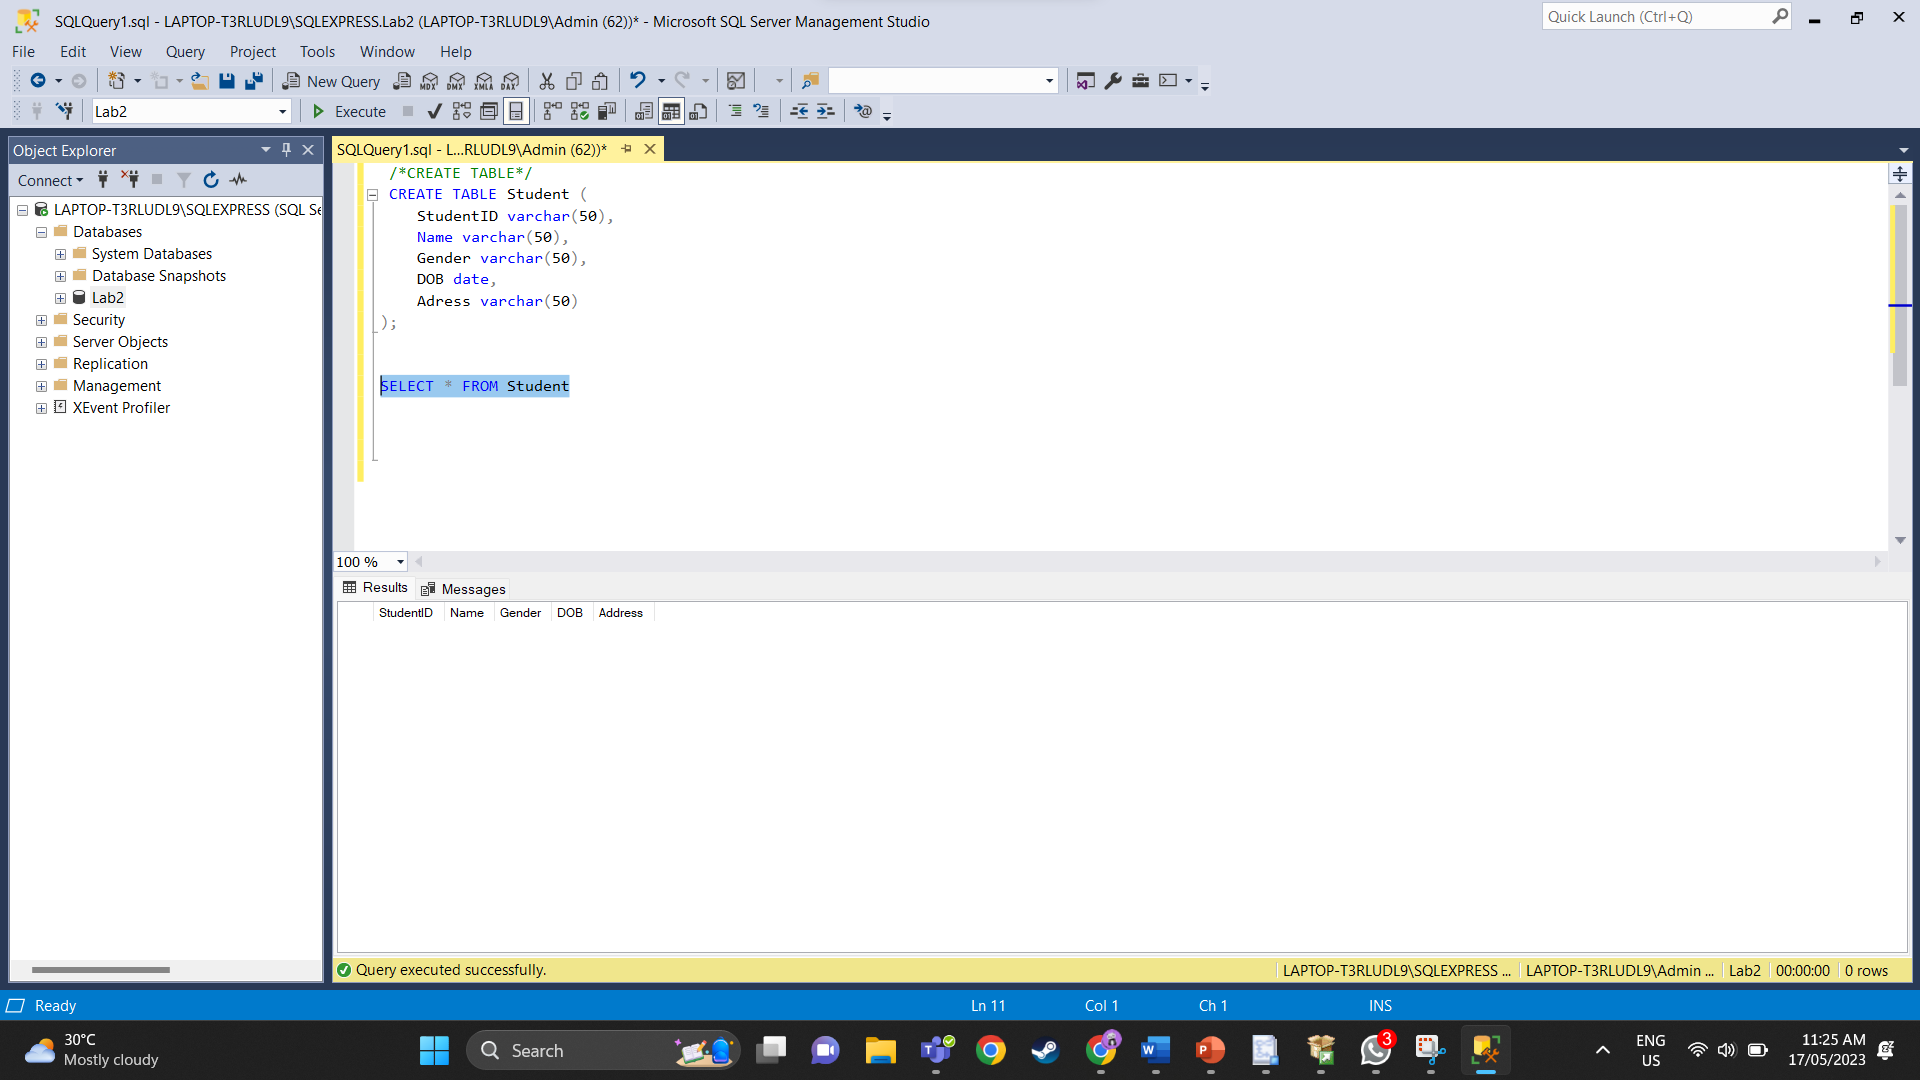 SQLQuery1.sql - LAPTOP-T3RLUDL9\SQLEXPRESS.Lab2 (LAPTOP-T3RLUDL9\Admin (62))* - Microsoft SQL Server Management Studio
Quick Launch (Ctrl+Q)
File Edit View Query Project Tools Window Help
New Query MDX DMX XMLA DAX
Lab2 Execute
Object Explorer
Connect
LAPTOP-T3RLUDL9\SQLEXPRESS (SQL Se
Databases
System Databases
Database Snapshots
Lab2
Security
Server Objects
Replication
Management
XEvent Profiler
SQLQuery1.sql - L...RLUDL9\Admin (62))*
/*CREATE TABLE*/
CREATE TABLE Student (
StudentID varchar(50),
Name varchar(50),
Gender varchar(50),
DOB date,
Adress varchar(50)
);
SELECT * FROM Student
100 %
Results Messages
StudentID Name Gender DOB Address
Query executed successfully.
LAPTOP-T3RLUDL9\SQLEXPRESS ... LAPTOP-T3RLUDL9\Admin ... Lab2 00:00:00 0 rows
Ready Ln 11 Col 1 Ch 1 INS
30°C
Mostly cloudy
Search
3
ENG
US
11:25 AM
17/05/2023